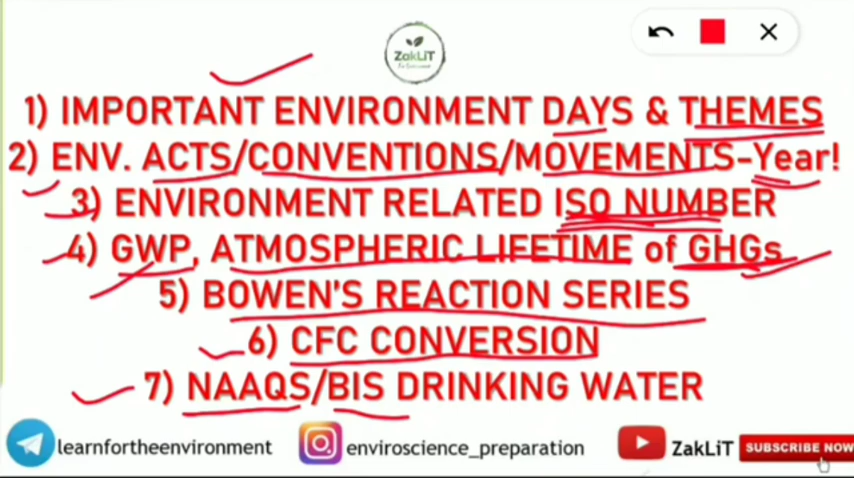 ZakLiT
1) IMPORTANT ENVIRONMENT DAYS & THEMES
2) ENV. ACTS/CONVENTIONS/MOVEMENTS-Year!
3) ENVIRONMENT RELATED ISO NUMBER
4) GWP, ATMOSPHERIC LIFETIME of GHGs
5) BOWEN'S REACTION SERIES
6) CFC CONVERSION
7) NAAQS/BIS DRINKING WATER
learnfortheenvironment enviroscience_preparation ZakLiT SUBSCRIBE NOW